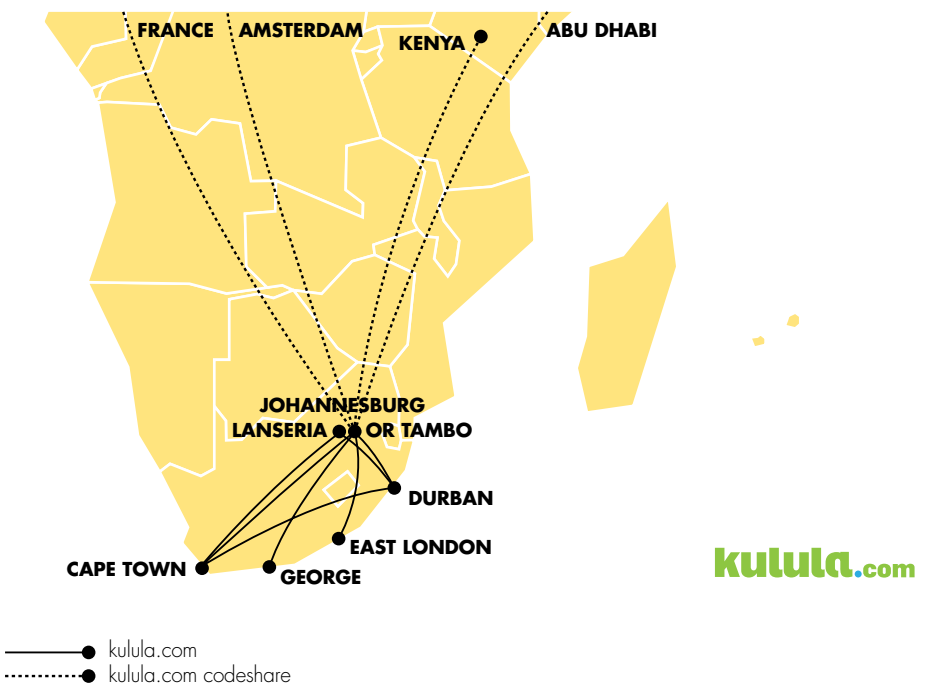 FRANCE AMSTERDAM ABU DHABI
KENYA
JOHANNESBURG
LANSERIA OR TAMBO
DURBAN
EAST LONDON
CAPE TOWN
GEORGE
kulula.com
kulula.com
kulula.com codeshare